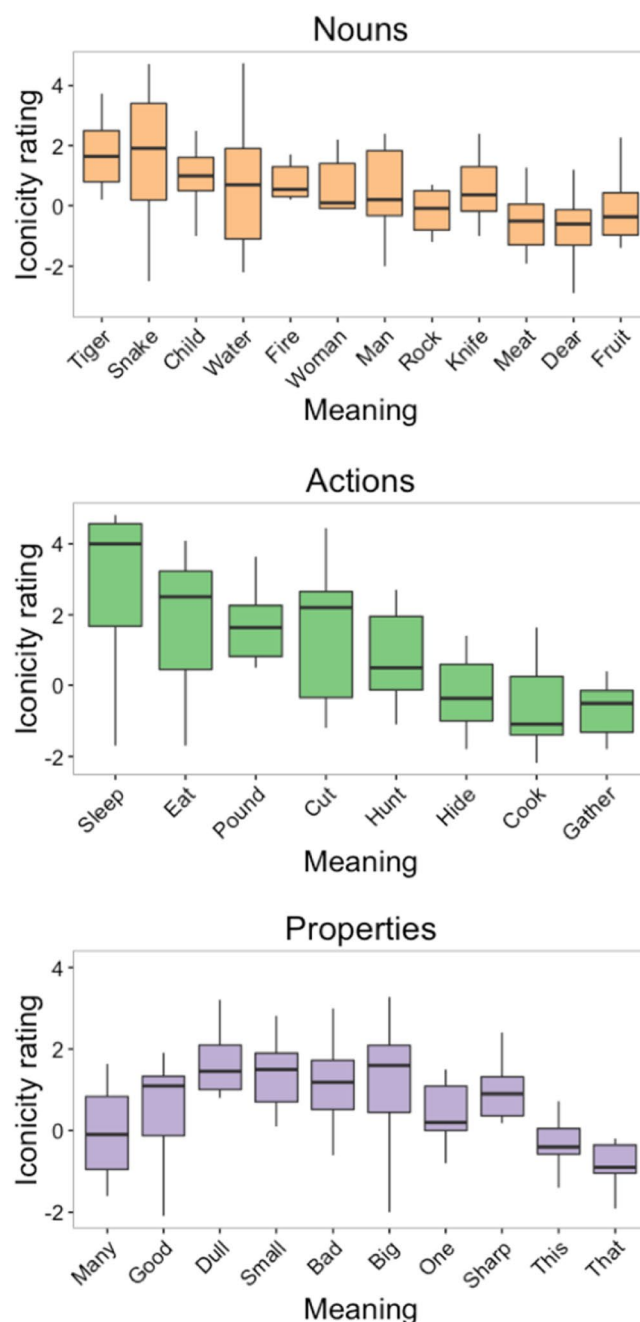 Nouns
Iconicity rating
4
2
0
-2
Tiger Snake Child Water Fire Woman Man Rock Knife Meat Dear Fruit
Meaning
Actions
Iconicity rating
4
2
0
-2
Sleep Eat Pound Cut Hunt Hide Cook Gather
Meaning
Properties
Iconicity rating
4
2
0
-2
Many Good Dull Small Bad Big One Sharp This That
Meaning